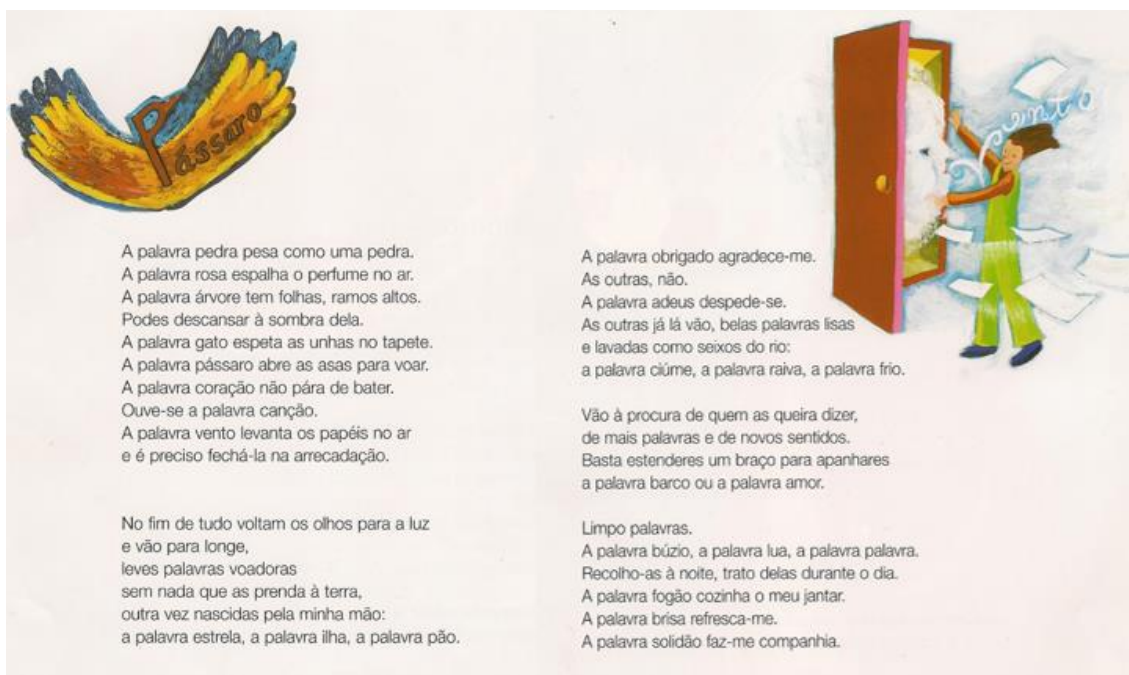 Pássaro
A palavra pedra pesa como uma pedra.
A palavra rosa espalha o perfume no ar.
A palavra árvore tem folhas, ramos altos.
Podes descansar à sombra dela.
A palavra gato espeta as unhas no tapete.
A palavra pássaro abre as asas para voar.
A palavra coração não pára de bater.
Ouve-se a palavra canção.
A palavra vento levanta os papéis no ar
e é preciso fechá-la na arrecadação.
No fim de tudo voltam os olhos para a luz
e vão para longe,
leves palavras voadoras
sem nada que as prenda à terra,
outra vez nascidas pela minha mão:
a palavra estrela, a palavra ilha, a palavra pão.
Vento
A palavra obrigado agradece-me.
As outras, não.
A palavra adeus despede-se.
As outras já lá vão, belas palavras lisas
e lavadas como seixos do rio:
a palavra ciúme, a palavra raiva, a palavra frio.
Vão à procura de quem as queira dizer,
de mais palavras e de novos sentidos.
Basta estenderes um braço para apanhares
a palavra barco ou a palavra amor.
Limpo palavras.
A palavra búzio, a palavra lua, a palavra palavra.
Recolho-as à noite, trato delas durante o dia.
A palavra fogão cozinha o meu jantar.
A palavra brisa refresca-me.
A palavra solidão faz-me companhia.